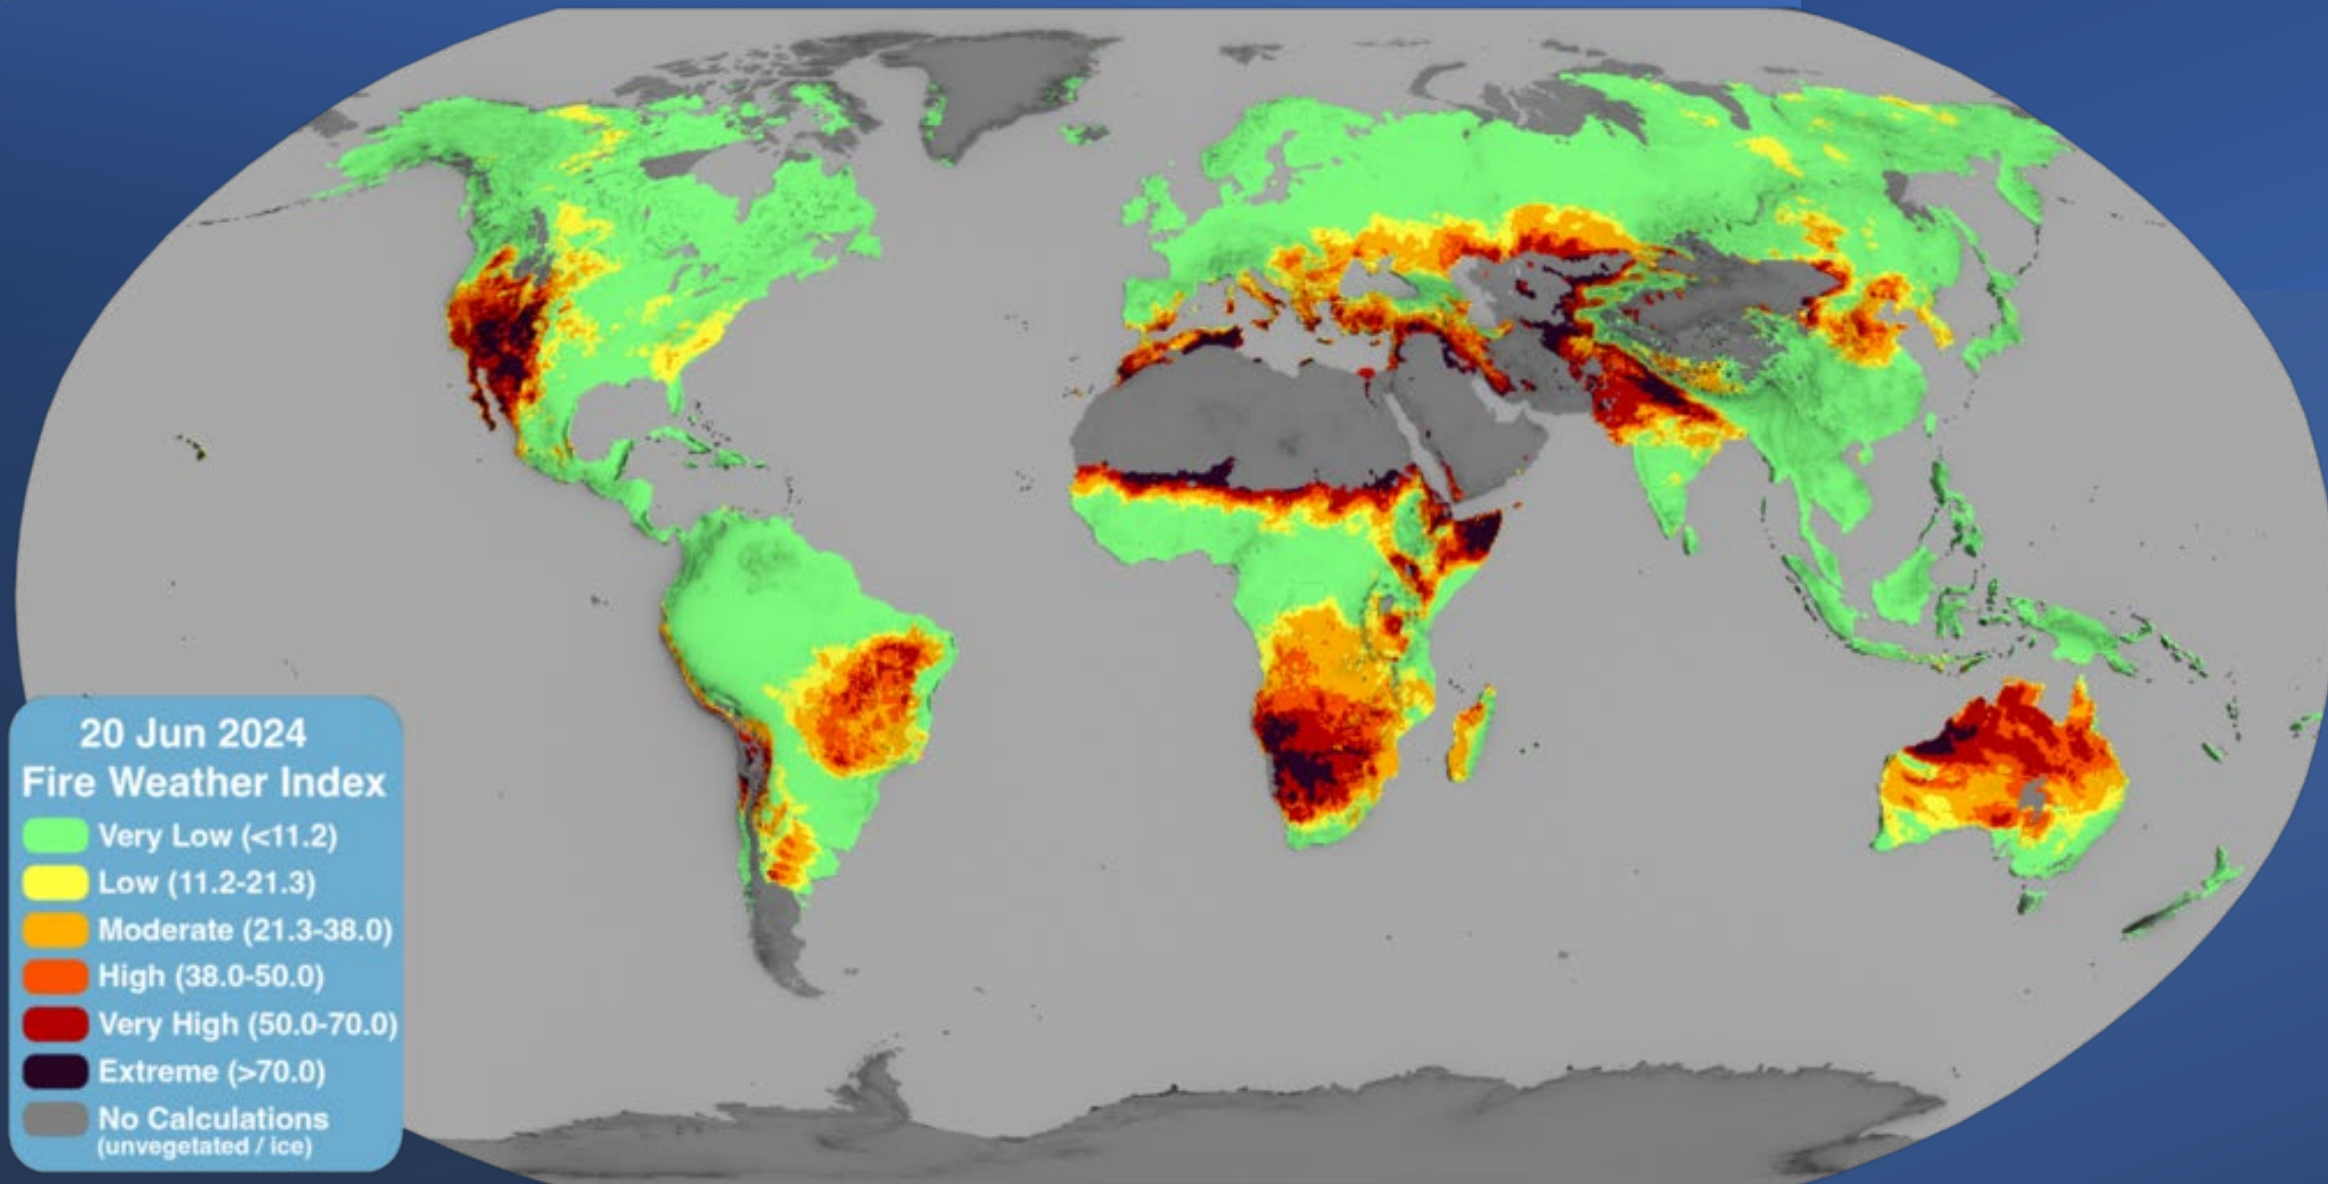 20 Jun 2024
Fire Weather Index
Very Low (<11.2)
Low (11.2-21.3)
Moderate (21.3-38.0)
High (38.0-50.0)
Very High (50.0-70.0)
Extreme (>70.0)
No Calculations
(unvegetated / ice)